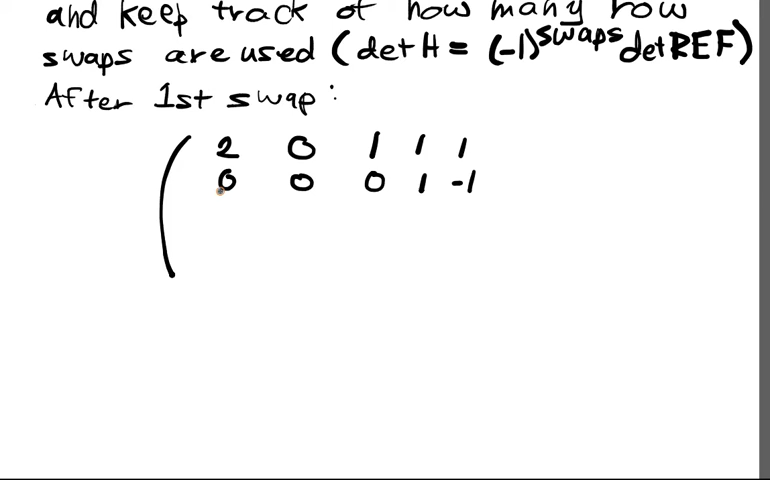 and keep track of how many row
swaps are used (det H = (-1)^swaps det REF)
After 1st swap:
( 2 0 1 1 1
0 0 0 1 -1